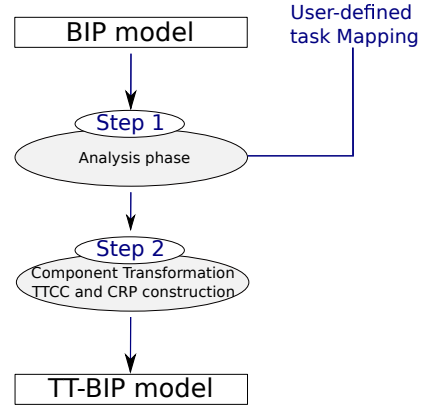 BIP model
User-defined
task Mapping
Step 1
Analysis phase
Step 2
Component Transformation
TTCC and CRP construction
TT-BIP model